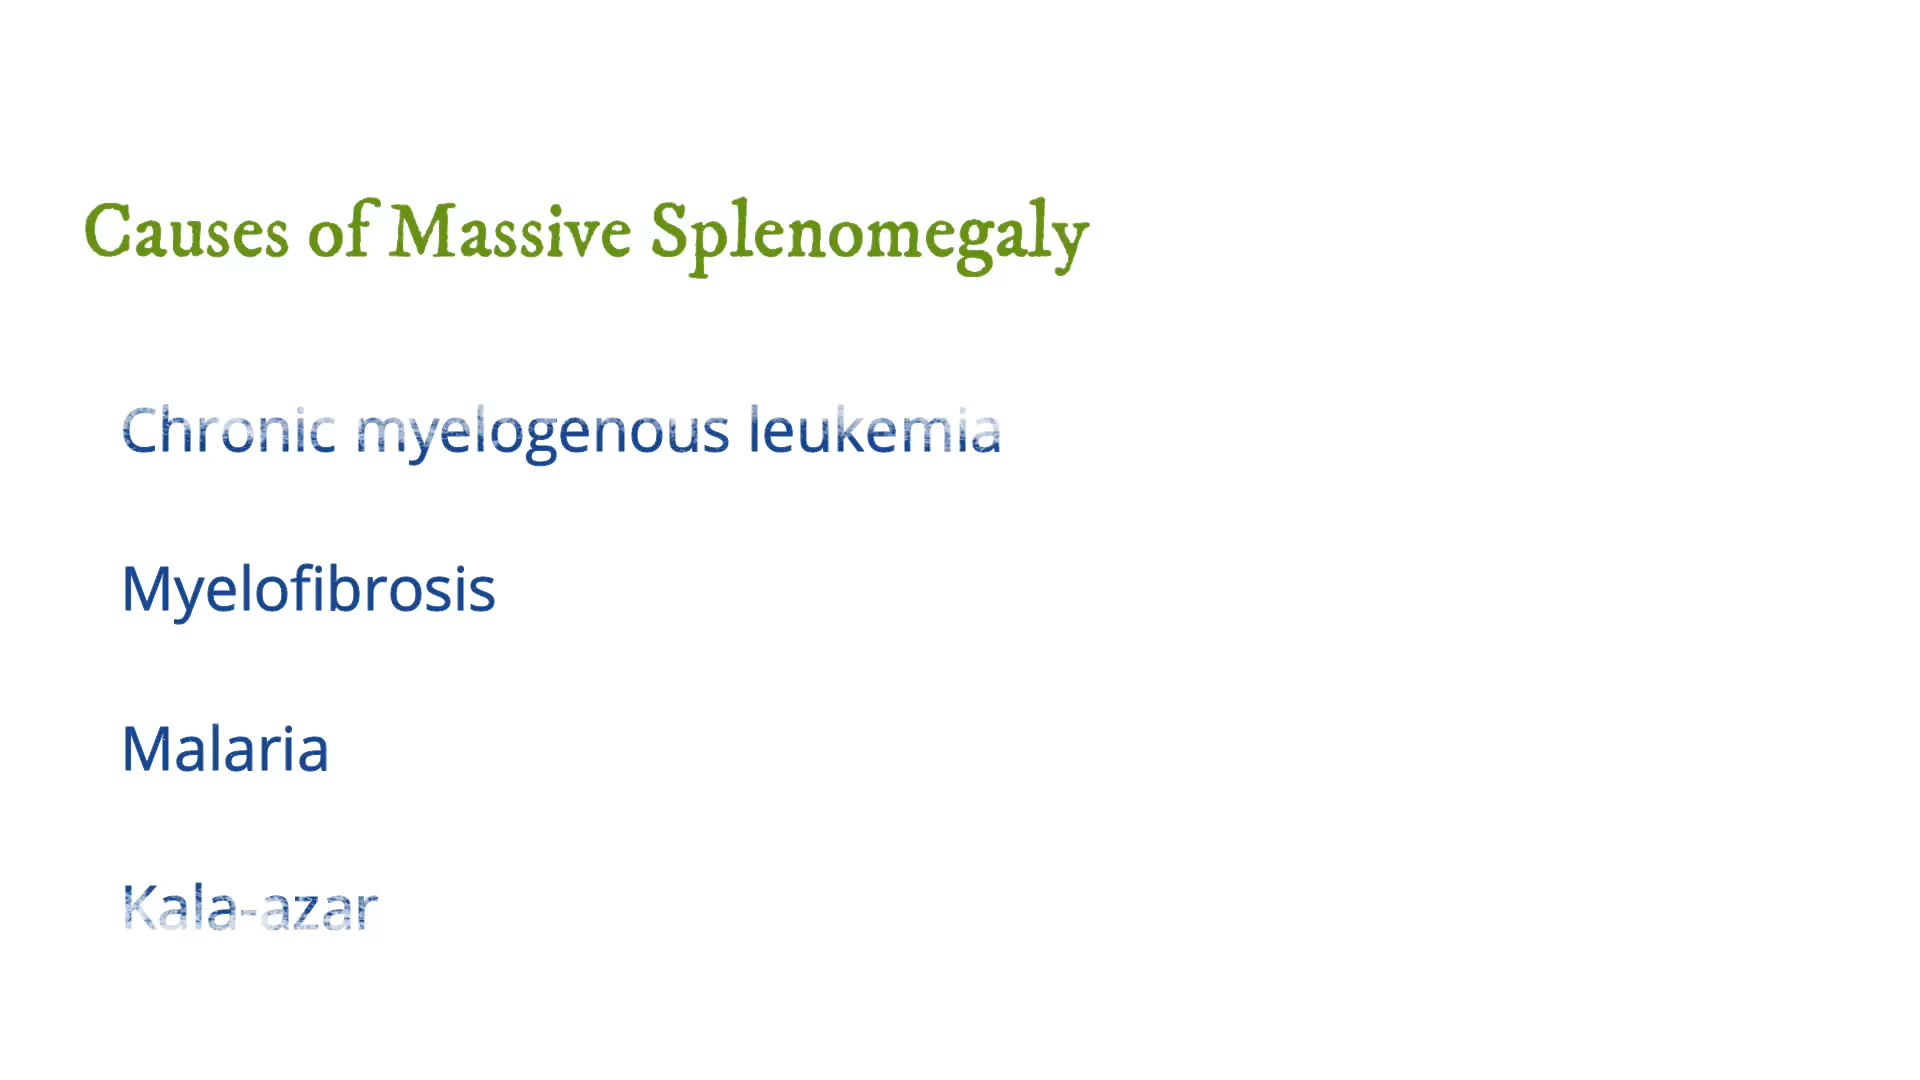 Causes of Massive Splenomegaly
Chronic myelogenous leukemia
Myelofibrosis
Malaria
Kala-azar